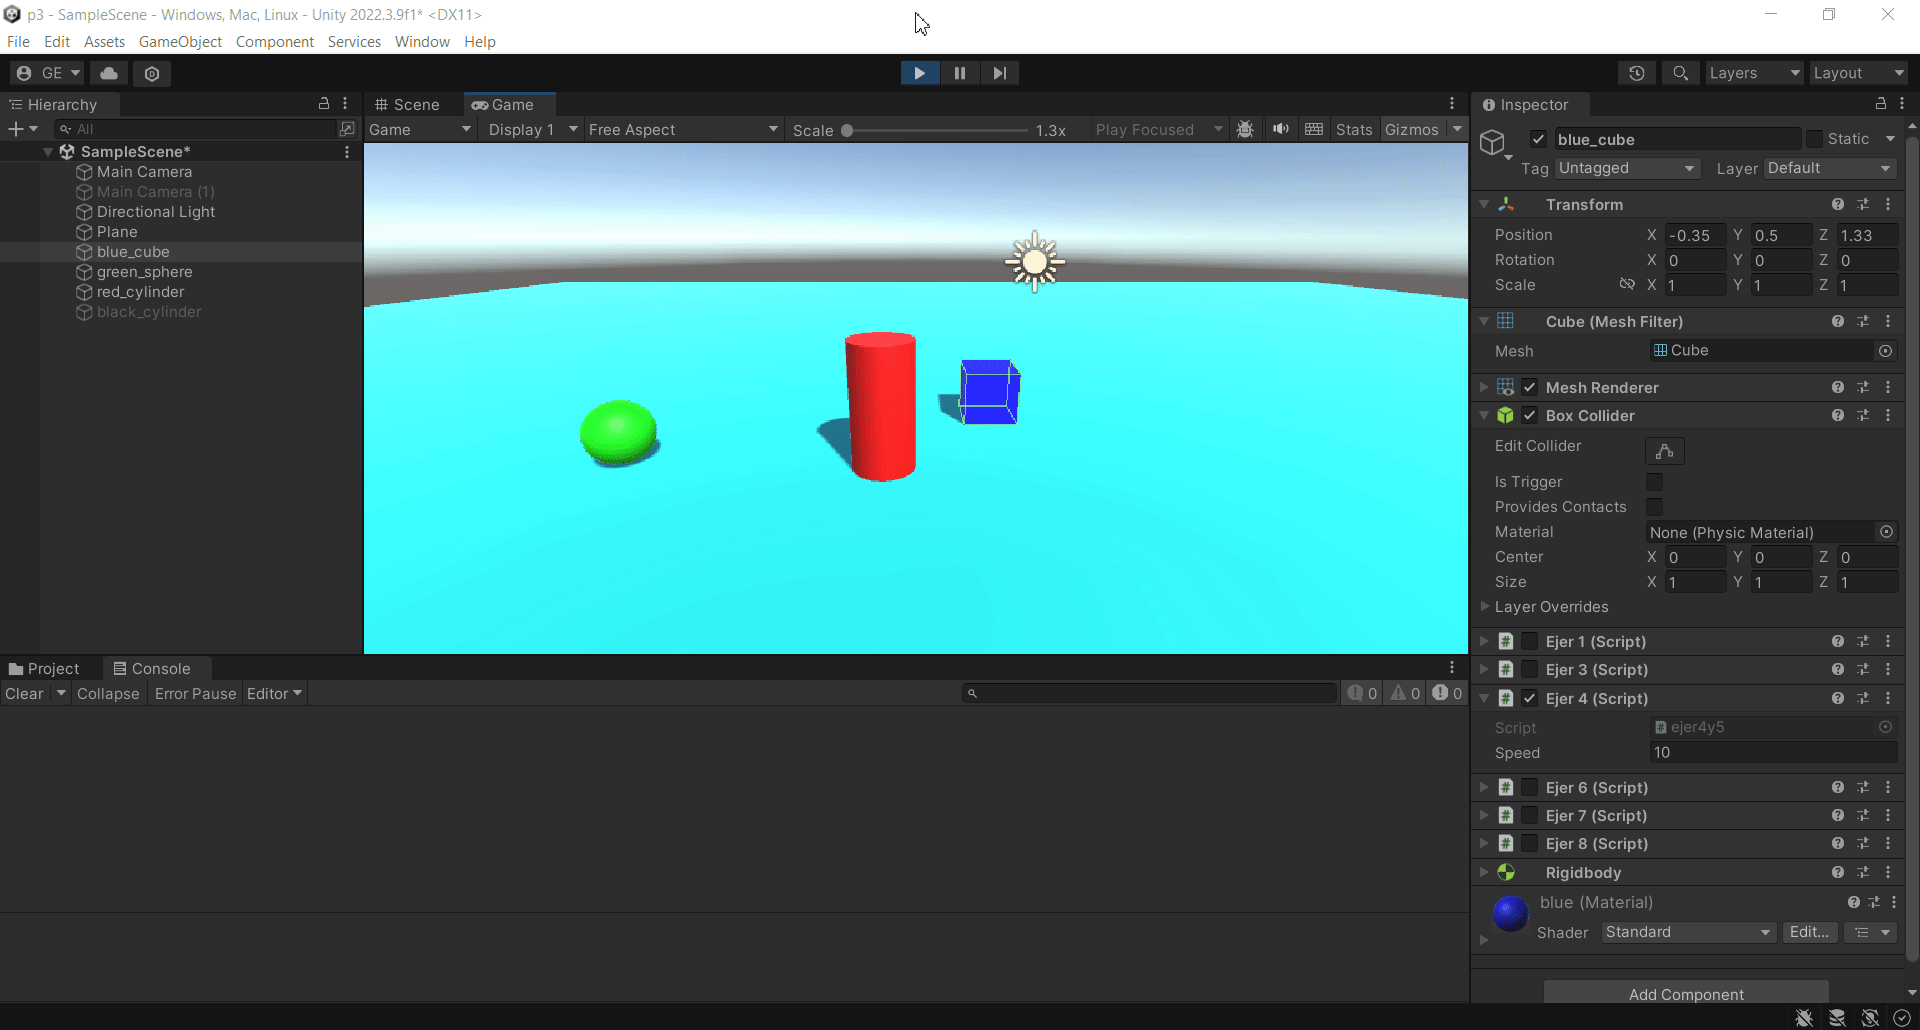 p3 - SampleScene - Windows, Mac, Linux - Unity 2022.3.9f1* <DX11>
File Edit Assets GameObject Component Services Window Help
GE
Layers Layout
Hierarchy
All
SampleScene*
Main Camera
Main Camera (1)
Directional Light
Plane
blue_cube
green_sphere
red_cylinder
black_cylinder
Scene Game
Game Display 1 Free Aspect Scale 1.3x Play Focused Stats Gizmos
Project Console
Clear Collapse Error Pause Editor 0 0 0
Inspector
blue_cube Static
Tag Untagged Layer Default
Transform
Position X -0.35 Y 0.5 Z 1.33
Rotation X 0 Y 0 Z 0
Scale X 1 Y 1 Z 1
Cube (Mesh Filter)
Mesh Cube
Mesh Renderer
Box Collider
Edit Collider
Is Trigger
Provides Contacts
Material None (Physic Material)
Center X 0 Y 0 Z 0
Size X 1 Y 1 Z 1
Layer Overrides
Ejer 1 (Script)
Ejer 3 (Script)
Ejer 4 (Script)
Script ejer4y5
Speed 10
Ejer 6 (Script)
Ejer 7 (Script)
Ejer 8 (Script)
Rigidbody
blue (Material)
Shader Standard Edit...
Add Component